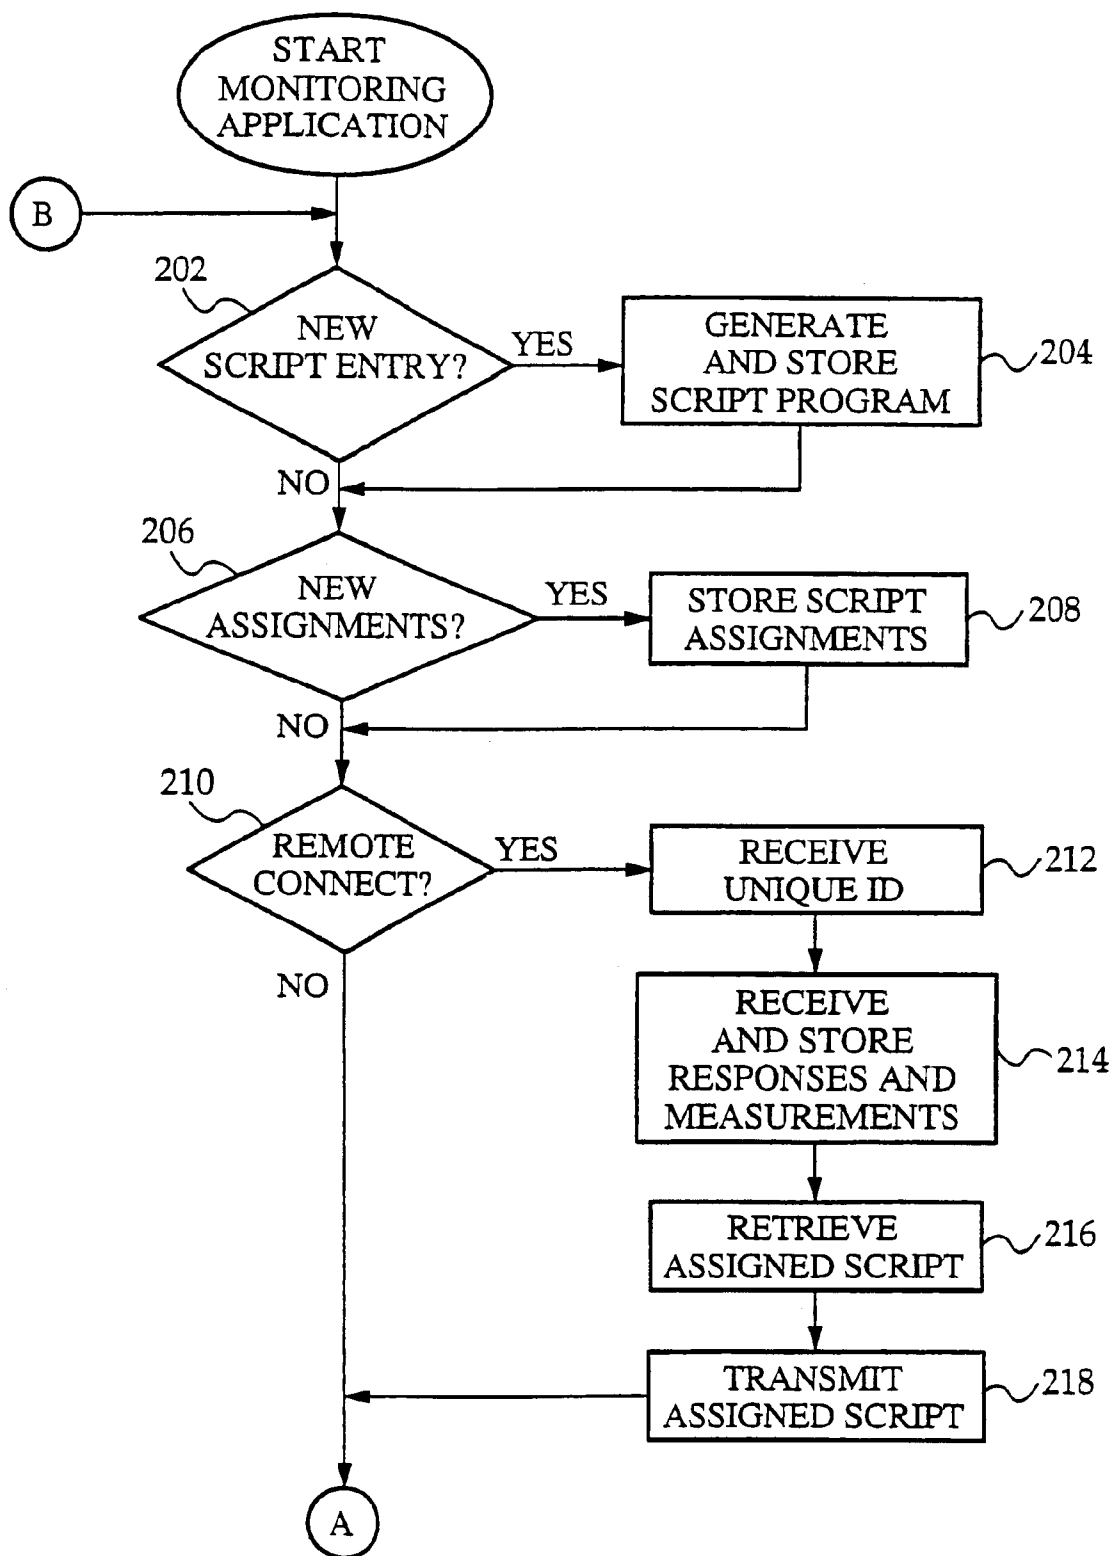 START
MONITORING
APPLICATION
B
202
NEW
SCRIPT ENTRY?
YES
GENERATE
AND STORE
SCRIPT PROGRAM
204
NO
206
NEW
ASSIGNMENTS?
YES
STORE SCRIPT
ASSIGNMENTS
208
NO
210
REMOTE
CONNECT?
YES
RECEIVE
UNIQUE ID
212
NO
RECEIVE
AND STORE
RESPONSES AND
MEASUREMENTS
214
RETRIEVE
ASSIGNED SCRIPT
216
TRANSMIT
ASSIGNED SCRIPT
218
A